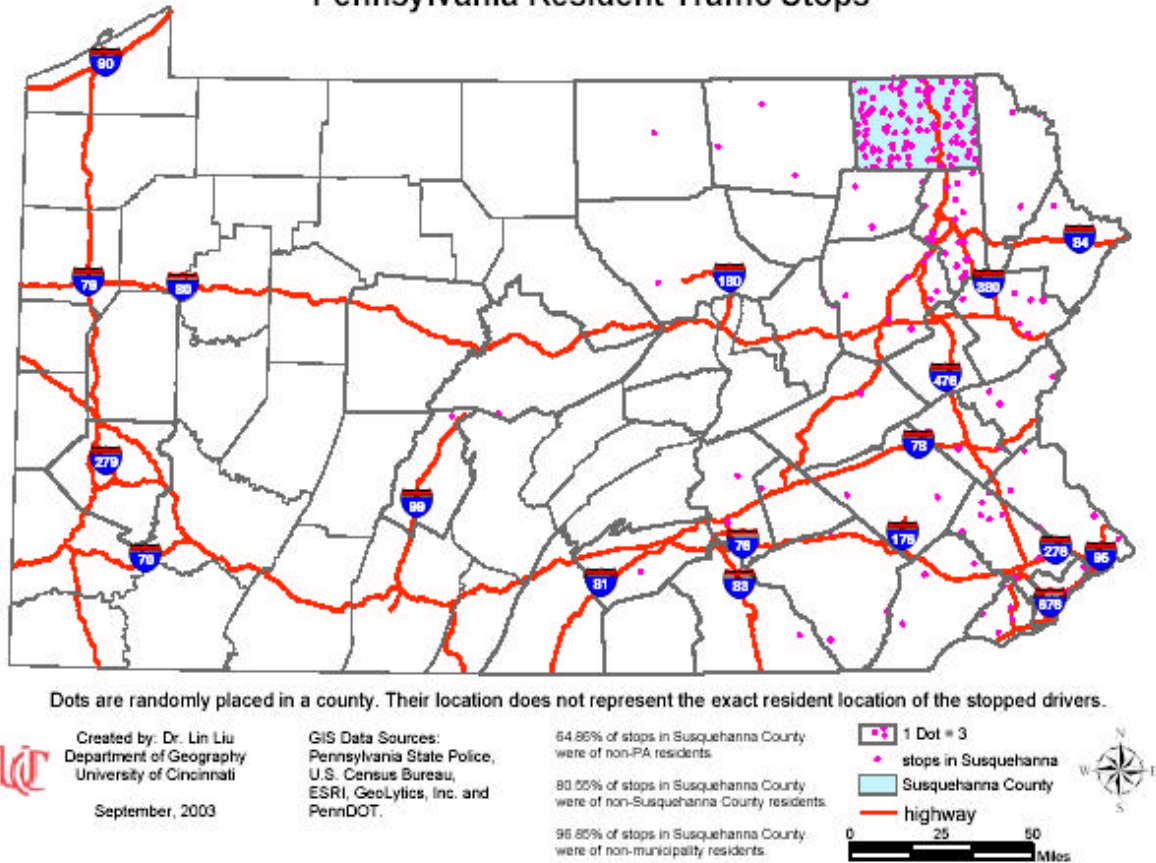 Pennsylvania Resident Traffic Stops
90
84
79
80
180
380
476
279
78
99
76
176
276
95
70
81
83
676
Dots are randomly placed in a county. Their location does not represent the exact resident location of the stopped drivers.
Created by: Dr. Lin Liu
Department of Geography
University of Cincinnati
September, 2003
GIS Data Sources:
Pennsylvania State Police,
U.S. Census Bureau,
ESRI, GeoLytics, Inc. and
PennDOT.
64.86% of stops in Susquehanna County
were of non-PA residents.
80.55% of stops in Susquehanna County
were of non-Susquehanna County residents.
96.85% of stops in Susquehanna County
were of non-municipality residents.
1 Dot = 3
stops in Susquehanna
Susquehanna County
highway
0 25 50
Miles
N
W E
S
UC